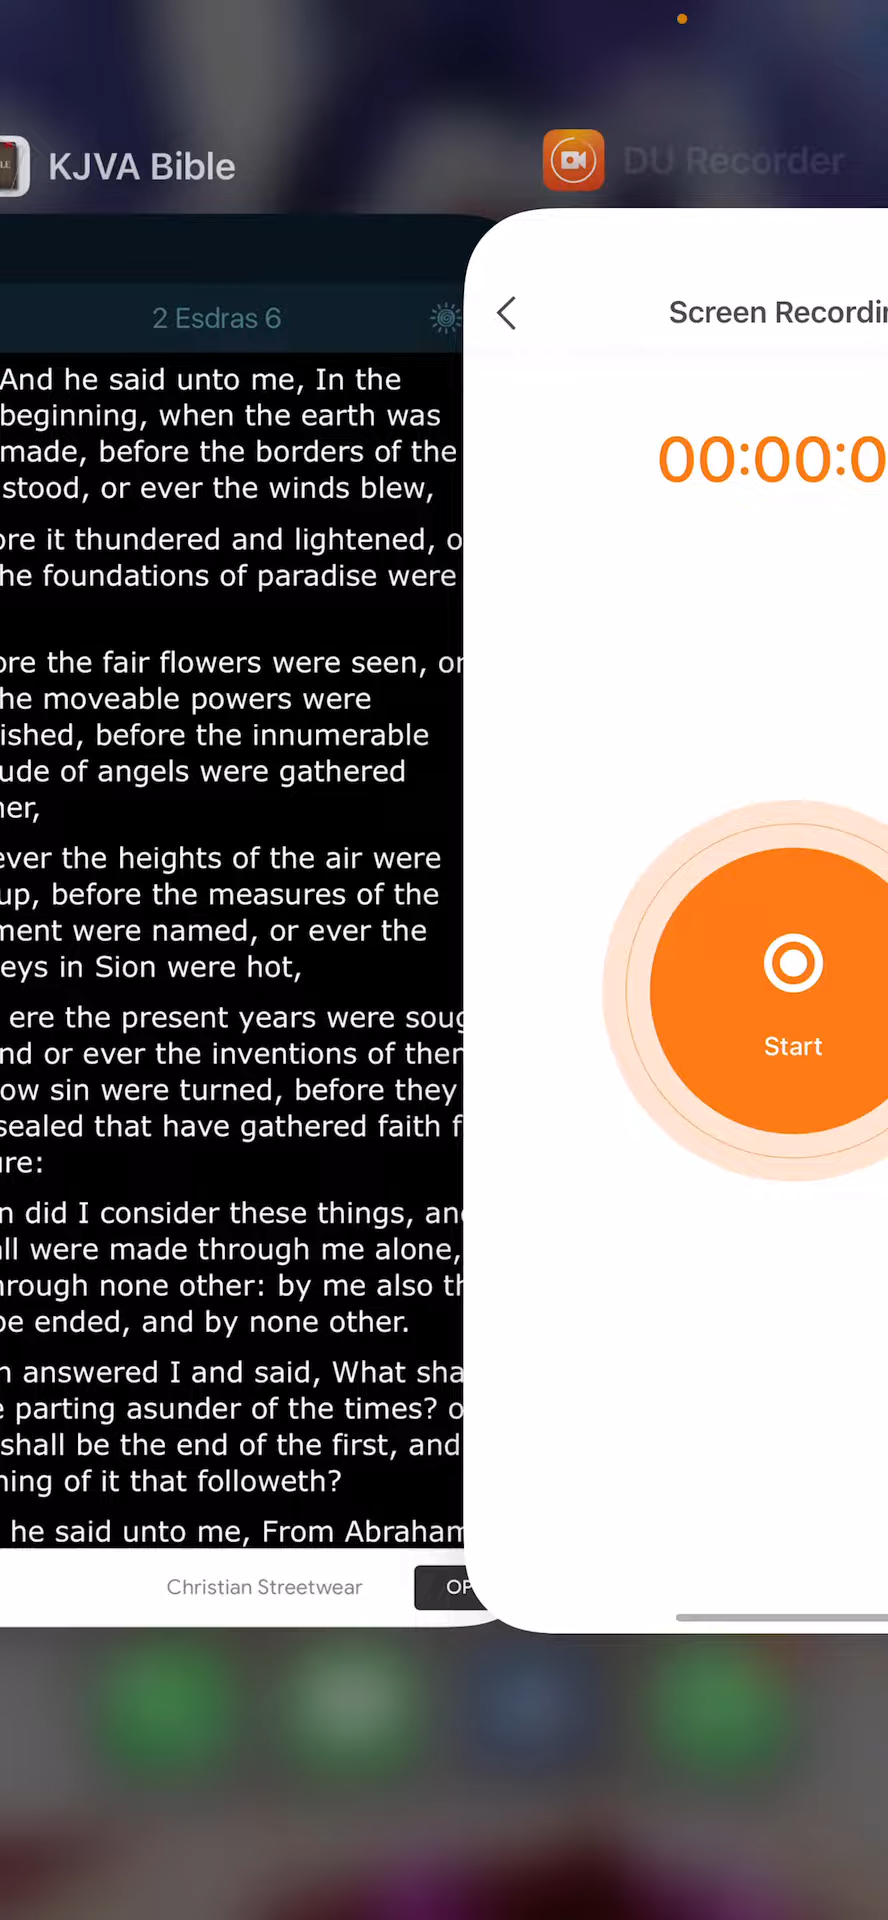 KJVA Bible
DU Recorder
2 Esdras 6
And he said unto me, In the
beginning, when the earth was
made, before the borders of the
stood, or ever the winds blew,
ore it thundered and lightened, o
he foundations of paradise were
ore the fair flowers were seen, or
he moveable powers were
ished, before the innumerable
ude of angels were gathered
her,
ever the heights of the air were
up, before the measures of the
ment were named, or ever the
eys in Sion were hot,
ere the present years were soug
nd or ever the inventions of them
ow sin were turned, before they
sealed that have gathered faith f
ure:
n did I consider these things, and
all were made through me alone,
hrough none other: by me also th
be ended, and by none other.
n answered I and said, What sha
e parting asunder of the times? o
shall be the end of the first, and
ning of it that followeth?
he said unto me, From Abraham
Christian Streetwear
OP
Screen Recordin
00:00:0
Start